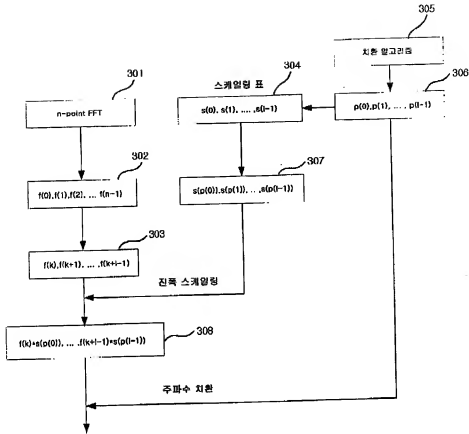 305
치환 알고리즘
304
306
스케일링 표
301
n-point FFT
s(0), s(1), ...., s(i-1)
p(0),p(1), ... , p(i-1)
302
f(0),f(1),f(2), ... f(n-1)
307
s(p(0)),s(p(1)), .. ,s(p(i-1))
303
f(k),f(k+1), ... ,f(k+i-1)
진폭 스케일링
308
f(k)*s(p(0)), ... ,f(k+i-1)*s(p(i-1))
주파수 치환